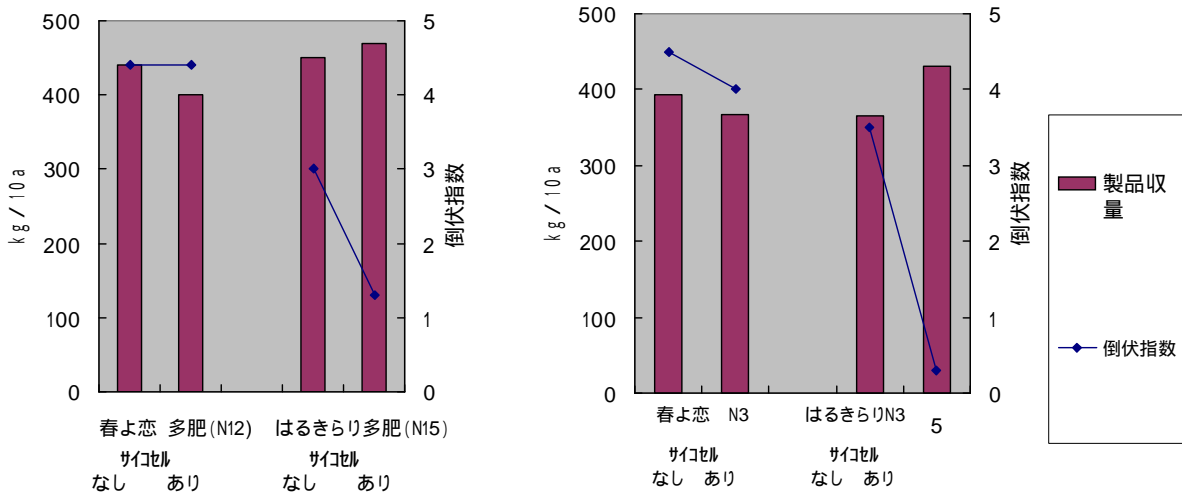 500
400
300
200
100
0
kg/10a
5
4
3
2
1
0
倒伏指数
春よ恋 多肥(N12) はるきらり多肥(N15)
サイコセル サイコセル
なし あり なし あり
500
400
300
200
100
0
kg/10a
5
4
3
2
1
0
倒伏指数
春よ恋 N3 はるきらりN3 5
サイコセル サイコセル
なし あり なし あり
製品収
量
倒伏指数